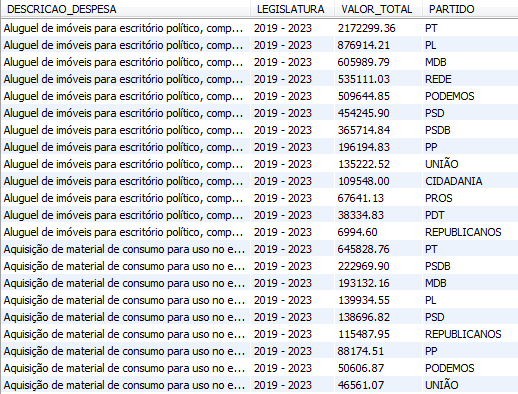 DESCRICAO_DESPESA LEGISLATURA VALOR_TOTAL PARTIDO
Aluguel de imóveis para escritório político, comp... 2019 - 2023 2172299.36 PT
Aluguel de imóveis para escritório político, comp... 2019 - 2023 876914.21 PL
Aluguel de imóveis para escritório político, comp... 2019 - 2023 605989.79 MDB
Aluguel de imóveis para escritório político, comp... 2019 - 2023 535111.03 REDE
Aluguel de imóveis para escritório político, comp... 2019 - 2023 509644.85 PODEMOS
Aluguel de imóveis para escritório político, comp... 2019 - 2023 454245.90 PSD
Aluguel de imóveis para escritório político, comp... 2019 - 2023 365714.84 PSDB
Aluguel de imóveis para escritório político, comp... 2019 - 2023 196194.83 PP
Aluguel de imóveis para escritório político, comp... 2019 - 2023 135222.52 UNIÃO
Aluguel de imóveis para escritório político, comp... 2019 - 2023 109548.00 CIDADANIA
Aluguel de imóveis para escritório político, comp... 2019 - 2023 67641.13 PROS
Aluguel de imóveis para escritório político, comp... 2019 - 2023 38334.83 PDT
Aluguel de imóveis para escritório político, comp... 2019 - 2023 6994.60 REPUBLICANOS
Aquisição de material de consumo para uso no e... 2019 - 2023 645828.76 PT
Aquisição de material de consumo para uso no e... 2019 - 2023 222969.90 PSDB
Aquisição de material de consumo para uso no e... 2019 - 2023 193132.16 MDB
Aquisição de material de consumo para uso no e... 2019 - 2023 139934.55 PL
Aquisição de material de consumo para uso no e... 2019 - 2023 138696.82 PSD
Aquisição de material de consumo para uso no e... 2019 - 2023 115487.95 REPUBLICANOS
Aquisição de material de consumo para uso no e... 2019 - 2023 88174.51 PP
Aquisição de material de consumo para uso no e... 2019 - 2023 50606.87 PODEMOS
Aquisição de material de consumo para uso no e... 2019 - 2023 46561.07 UNIÃO